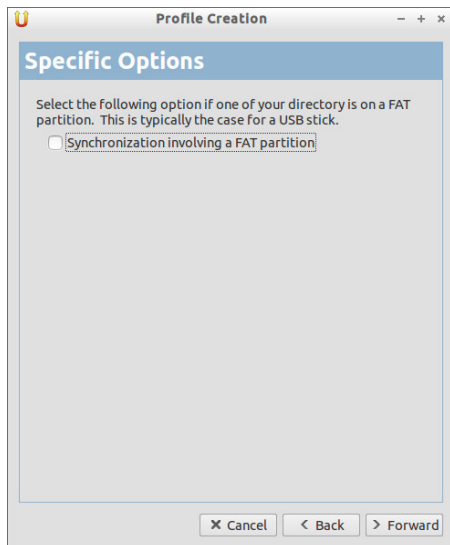 Profile Creation
Specific Options
Select the following option if one of your directory is on a FAT
partition.  This is typically the case for a USB stick.
Synchronization involving a FAT partition
Cancel
Back
Forward